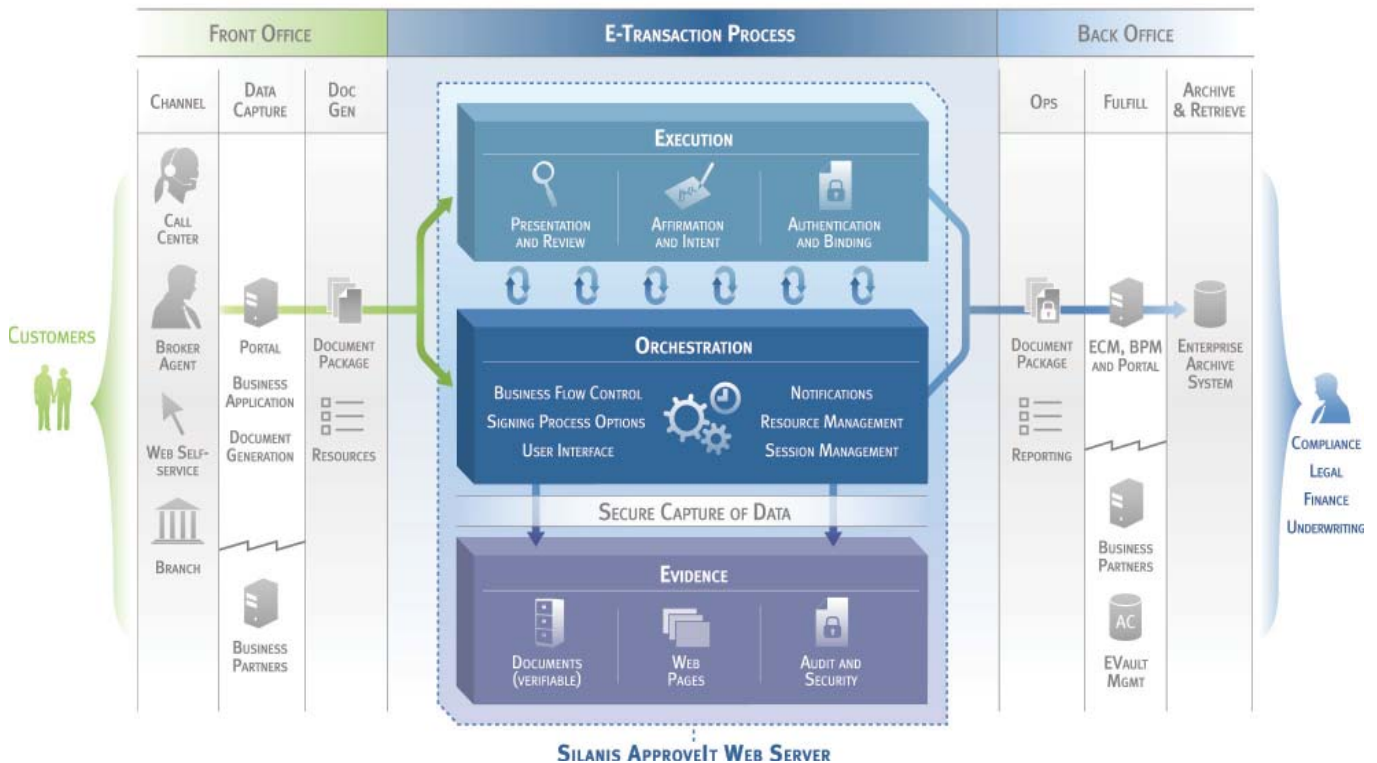 FRONT OFFICE
E-TRANSACTION PROCESS
BACK OFFICE
CHANNEL
DATA
CAPTURE
DOC
GEN
OPS
FULFILL
ARCHIVE
& RETRIEVE
CUSTOMERS
CALL
CENTER
BROKER
AGENT
WEB SELF-
SERVICE
BRANCH
PORTAL
BUSINESS
APPLICATION
DOCUMENT
GENERATION
BUSINESS
PARTNERS
DOCUMENT
PACKAGE
RESOURCES
EXECUTION
PRESENTATION
AND REVIEW
AFFIRMATION
AND INTENT
AUTHENTICATION
AND BINDING
ORCHESTRATION
BUSINESS FLOW CONTROL
SIGNING PROCESS OPTIONS
USER INTERFACE
NOTIFICATIONS
RESOURCE MANAGEMENT
SESSION MANAGEMENT
SECURE CAPTURE OF DATA
EVIDENCE
DOCUMENTS
(VERIFIABLE)
WEB
PAGES
AUDIT AND
SECURITY
SILANIS APPROVEIT WEB SERVER
DOCUMENT
PACKAGE
REPORTING
ECM, BPM
AND PORTAL
BUSINESS
PARTNERS
AC
EVAULT
MGMT
ENTERPRISE
ARCHIVE
SYSTEM
COMPLIANCE
LEGAL
FINANCE
UNDERWRITING